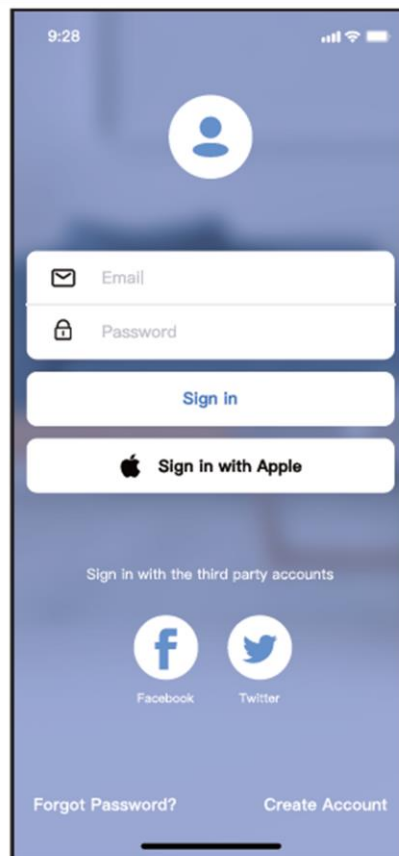 9:28
Email
Password
Sign in
Sign in with Apple
Sign in with the third party accounts
Facebook Twitter
Forgot Password? Create Account